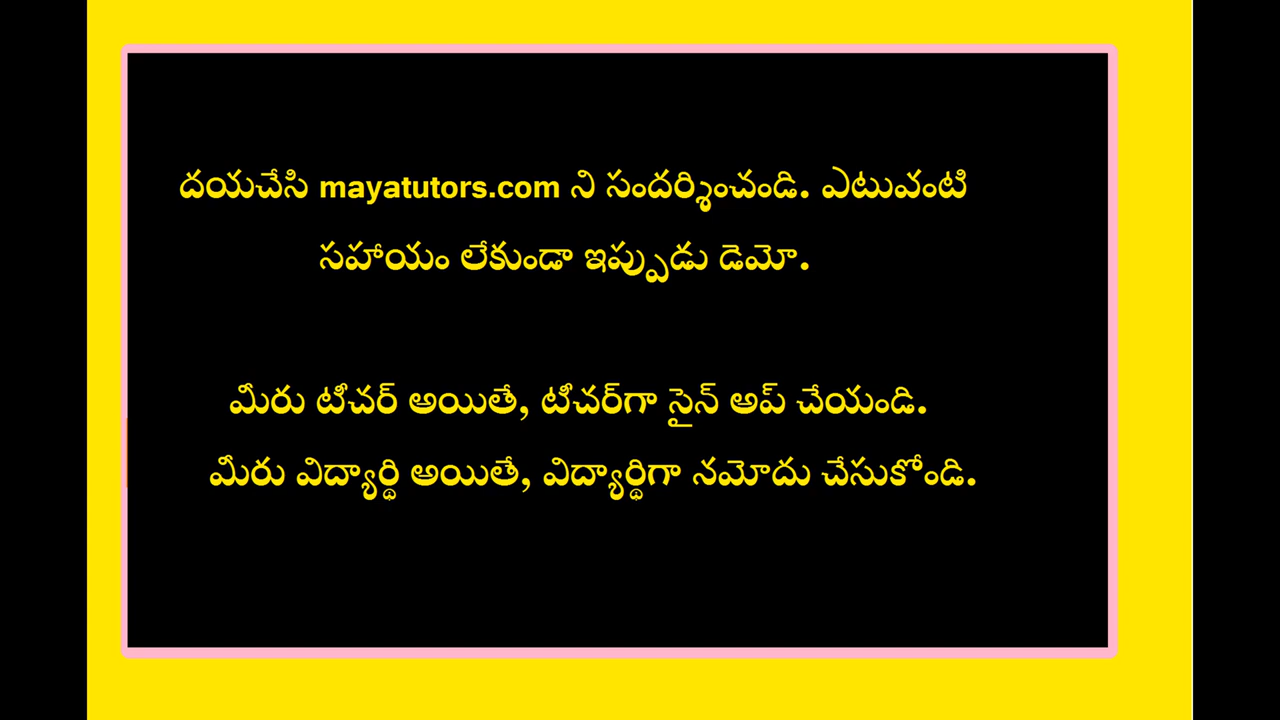 దయచేసి mayatutors.com ని సందర్శించండి. ఎటువంటి
సహాయం లేకుండా ఇప్పుడు డెమో.
మీరు టీచర్ అయితే, టీచర్‌గా సైన్ అప్ చేయండి.
మీరు విద్యార్థి అయితే, విద్యార్థిగా నమోదు చేసుకోండి.